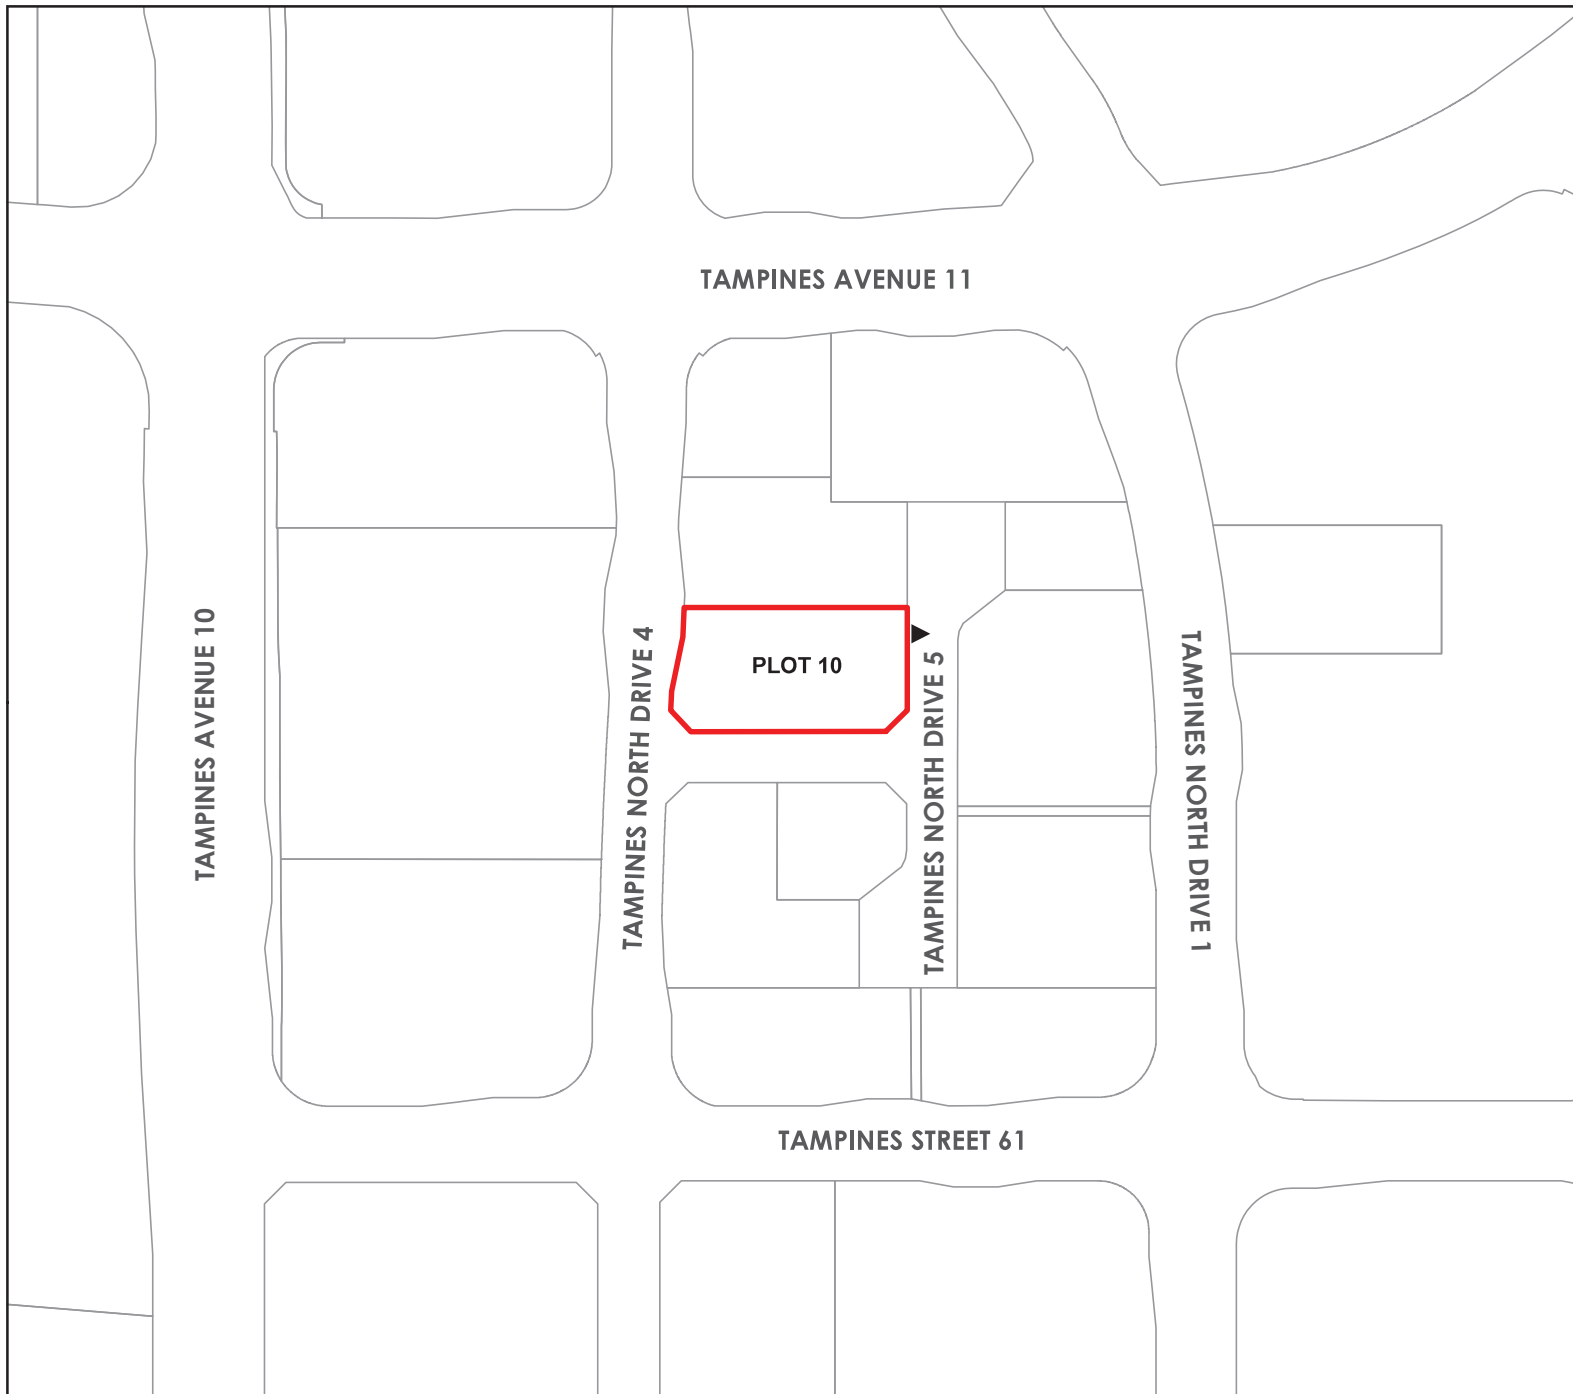 TAMPINES AVENUE 11
TAMPINES AVENUE 10
TAMPINES NORTH DRIVE 4
PLOT 10
TAMPINES NORTH DRIVE 5
TAMPINES NORTH DRIVE 1
TAMPINES STREET 61